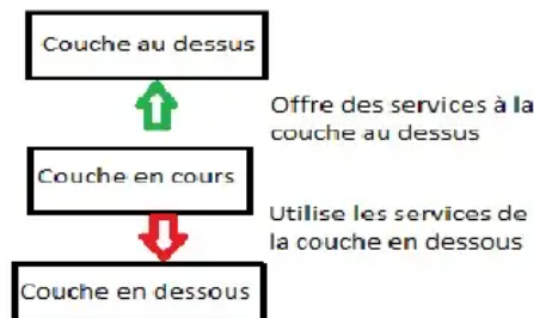 Couche au dessus
Offre des services à la
couche au dessus
Couche en cours
Utilise les services de
la couche en dessous
Couche en dessous